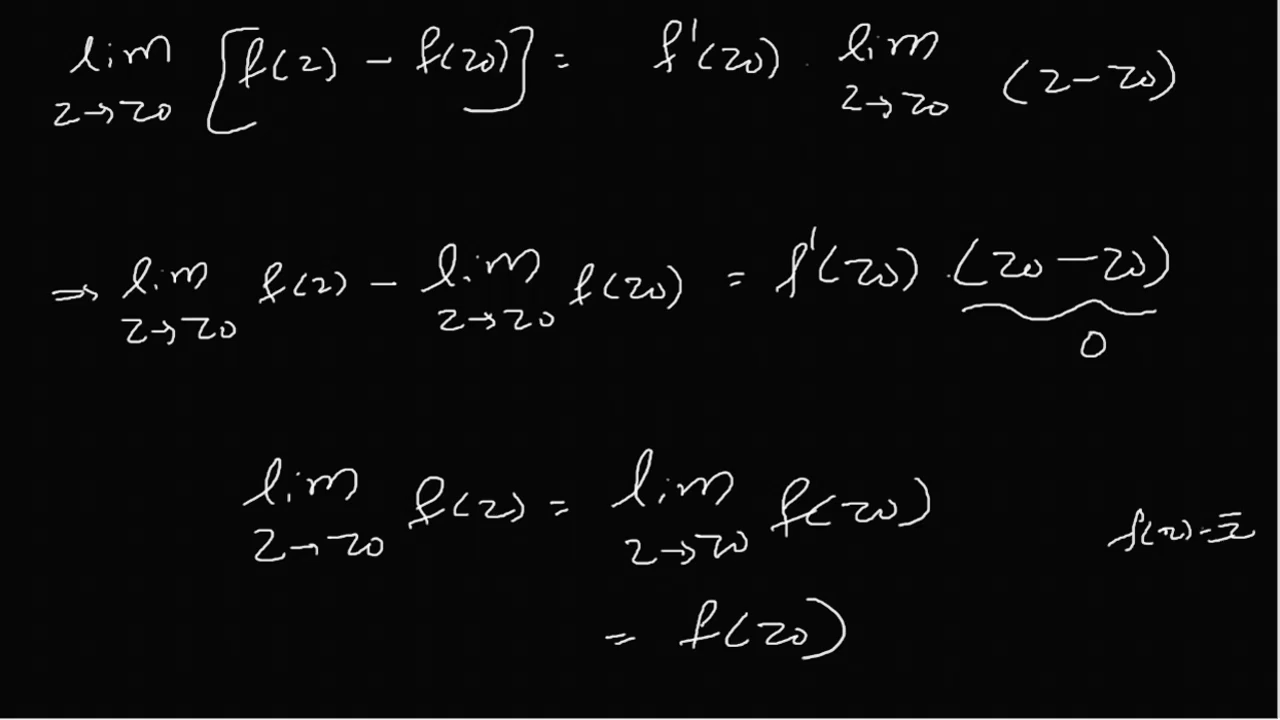 lim z→z0 [f(z) − f(z0)] = f'(z0) · lim z→z0 (z−z0)
⇒ lim z→z0 f(z) − lim z→z0 f(z0) = f'(z0) · (z0 − z0)
0
lim z→z0 f(z) = lim z→z0 f(z0)
f(z) = z̄
= f(z0)